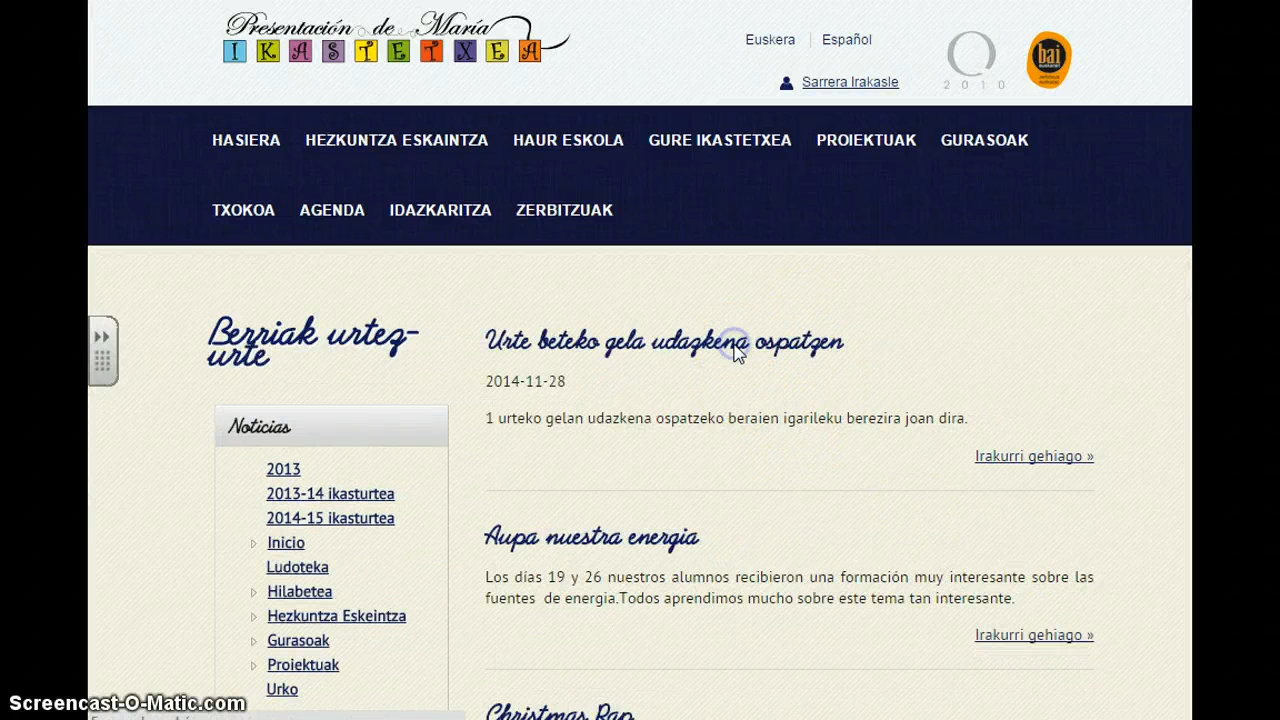 Presentación de María
IKASTETXEA
Euskera
Español
Sarrera Irakasle
2010
bai
HASIERA
HEZKUNTZA ESKAINTZA
HAUR ESKOLA
GURE IKASTETXEA
PROIEKTUAK
GURASOAK
TXOKOA
AGENDA
IDAZKARITZA
ZERBITZUAK
Berriak urtez-
urte
Noticias
2013
2013-14 ikasturtea
2014-15 ikasturtea
Inicio
Ludoteka
Hilabetea
Hezkuntza Eskeintza
Gurasoak
Proiektuak
Urko
Urte beteko gela udazkena ospatzen
2014-11-28
1 urteko gelan udazkena ospatzeko beraien igarileku berezira joan dira.
Irakurri gehiago »
Aupa nuestra energia
Los días 19 y 26 nuestros alumnos recibieron una formación muy interesante sobre las
fuentes de energia.Todos aprendimos mucho sobre este tema tan interesante.
Irakurri gehiago »
Christmas Rap
Screencast-O-Matic.com